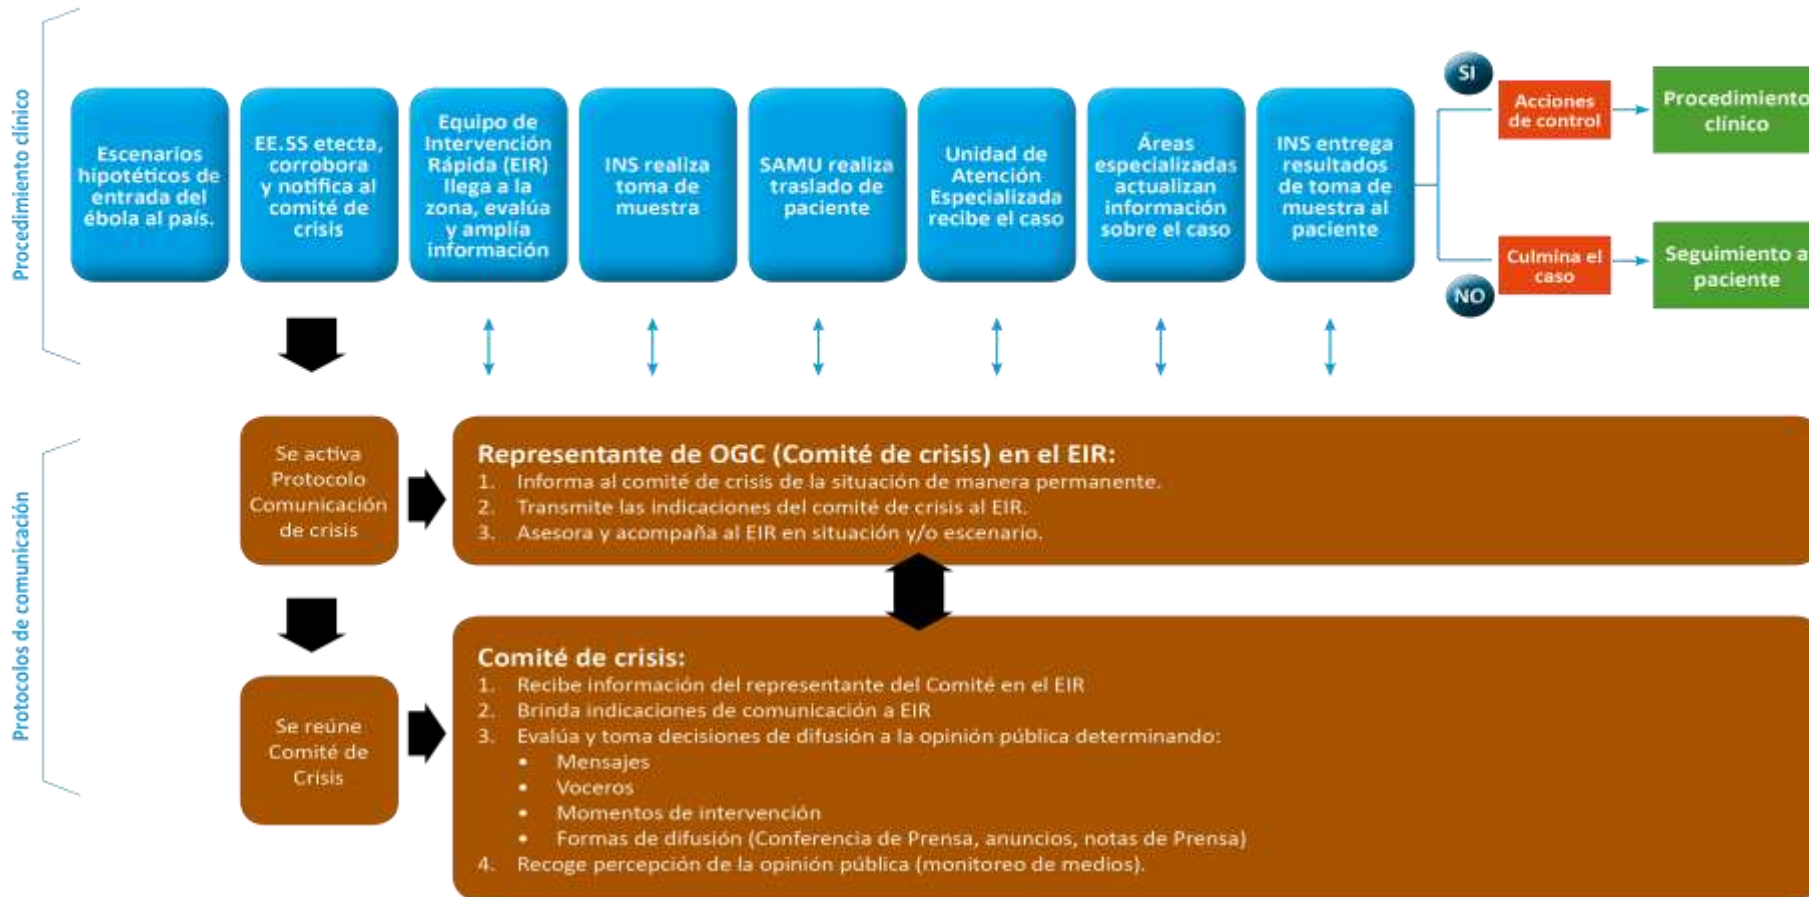 Procedimiento clínico
Escenarios
hipotéticos de
entrada del
ébola al país.
EE.SS etecta,
corrobora
y notifica al
comité de
crisis
Equipo de
Intervención
Rápida (EIR)
llega a la
zona, evalúa
y amplía
información
INS realiza
toma de
muestra
SAMU realiza
traslado de
paciente
Unidad de
Atención
Especializada
recibe el caso
Áreas
especializadas
actualizan
información
sobre el caso
INS entrega
resultados
de toma de
muestra al
paciente
SI
Acciones
de control
Procedimiento
clínico
NO
Culmina el
caso
Seguimiento a
paciente
Protocolos de comunicación
Se activa
Protocolo
Comunicación
de crisis
Representante de OGC (Comité de crisis) en el EIR:
1. Informa al comité de crisis de la situación de manera permanente.
2. Transmite las indicaciones del comité de crisis al EIR.
3. Asesora y acompaña al EIR en situación y/o escenario.
Se reúne
Comité de
Crisis
Comité de crisis:
1. Recibe información del representante del Comité en el EIR
2. Brinda indicaciones de comunicación a EIR
3. Evalúa y toma decisiones de difusión a la opinión pública determinando:
• Mensajes
• Voceros
• Momentos de intervención
• Formas de difusión (Conferencia de Prensa, anuncios, notas de Prensa)
4. Recoge percepción de la opinión pública (monitoreo de medios).